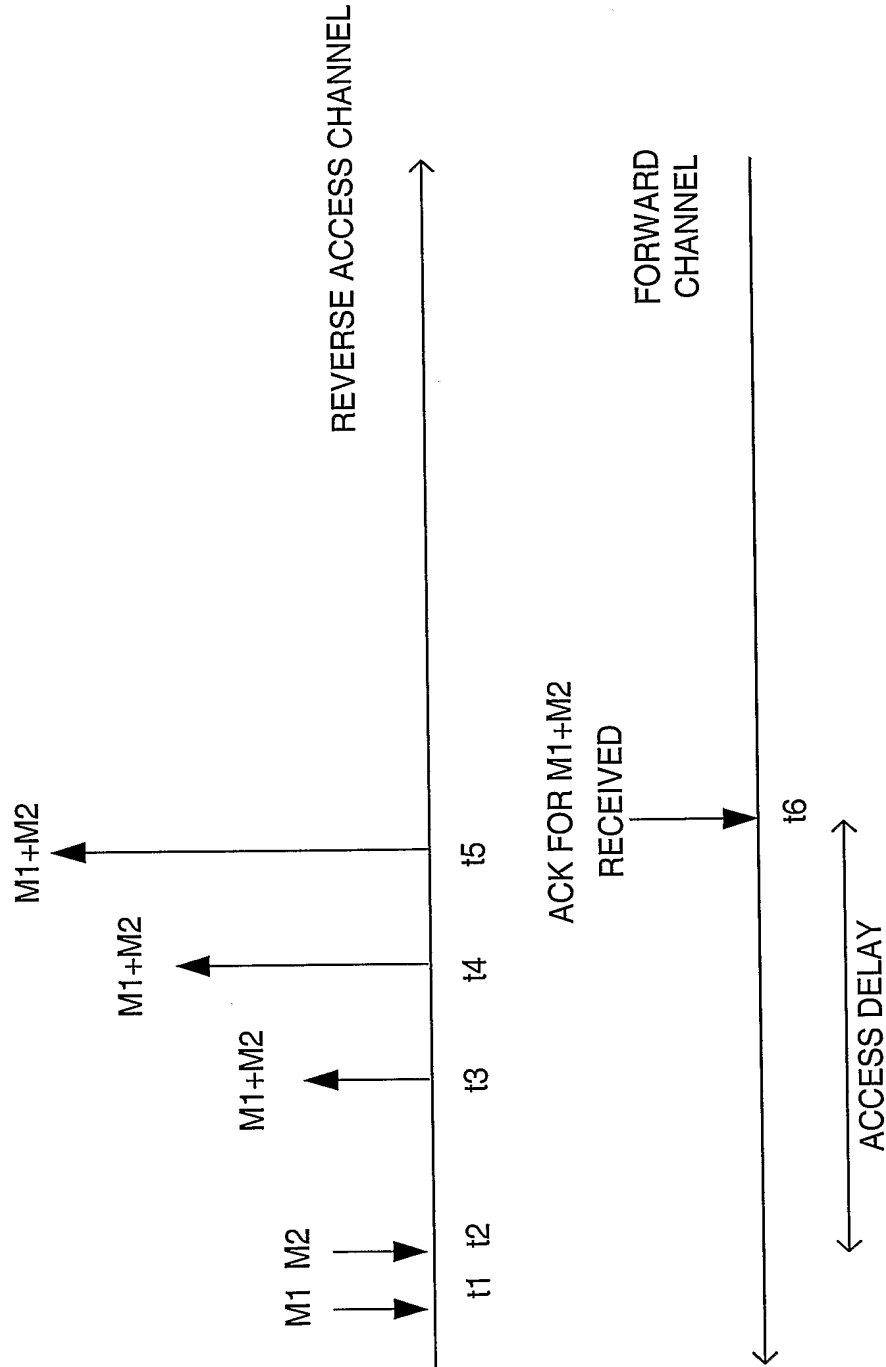 M1+M2
M1+M2
M1+M2
M1 M2
t1 t2 t3 t4 t5
REVERSE ACCESS CHANNEL
ACK FOR M1+M2
RECEIVED
FORWARD
CHANNEL
t6
ACCESS DELAY